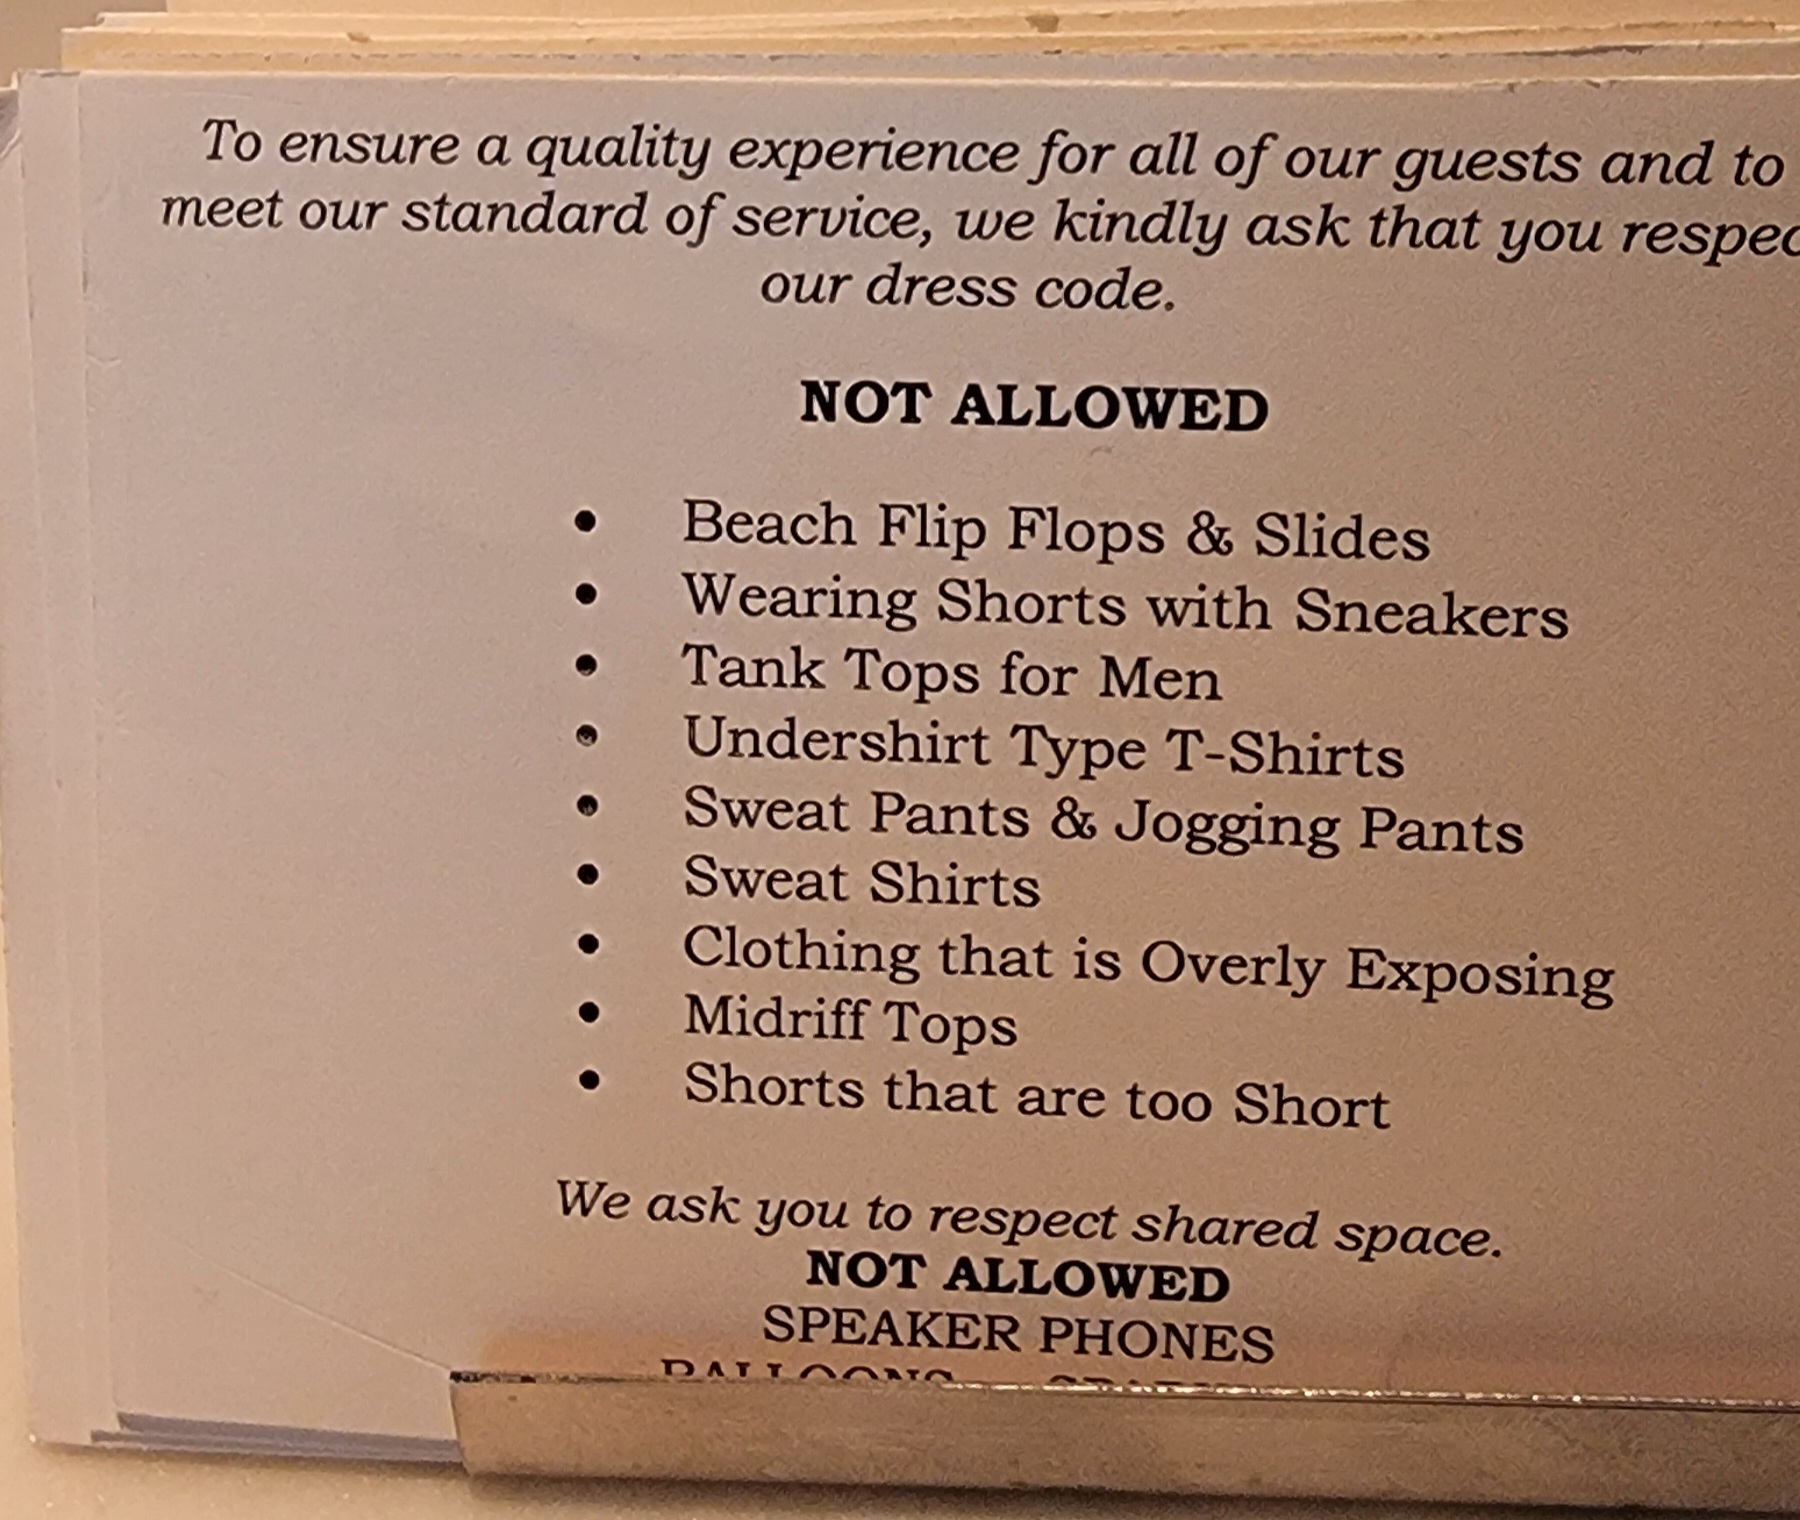 To ensure a quality experience for all of our guests and to
meet our standard of service, we kindly ask that you respec
our dress code.
NOT ALLOWED
• Beach Flip Flops & Slides
• Wearing Shorts with Sneakers
• Tank Tops for Men
• Undershirt Type T-Shirts
• Sweat Pants & Jogging Pants
• Sweat Shirts
• Clothing that is Overly Exposing
• Midriff Tops
• Shorts that are too Short
We ask you to respect shared space.
NOT ALLOWED
SPEAKER PHONES
BALLOONS